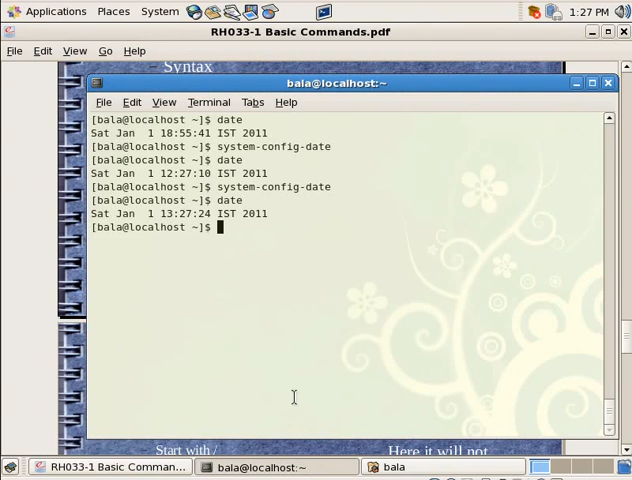 Applications Places System 1:27 PM
RH033-1 Basic Commands.pdf
File Edit View Go Help
Syntax
bala@localhost:~
File Edit View Terminal Tabs Help
[bala@localhost ~]$ date
Sat Jan  1 18:55:41 IST 2011
[bala@localhost ~]$ system-config-date
[bala@localhost ~]$ date
Sat Jan  1 12:27:10 IST 2011
[bala@localhost ~]$ system-config-date
[bala@localhost ~]$ date
Sat Jan  1 13:27:24 IST 2011
[bala@localhost ~]$
Start with / Here it will not
RH033-1 Basic Comman... bala@localhost:~ bala